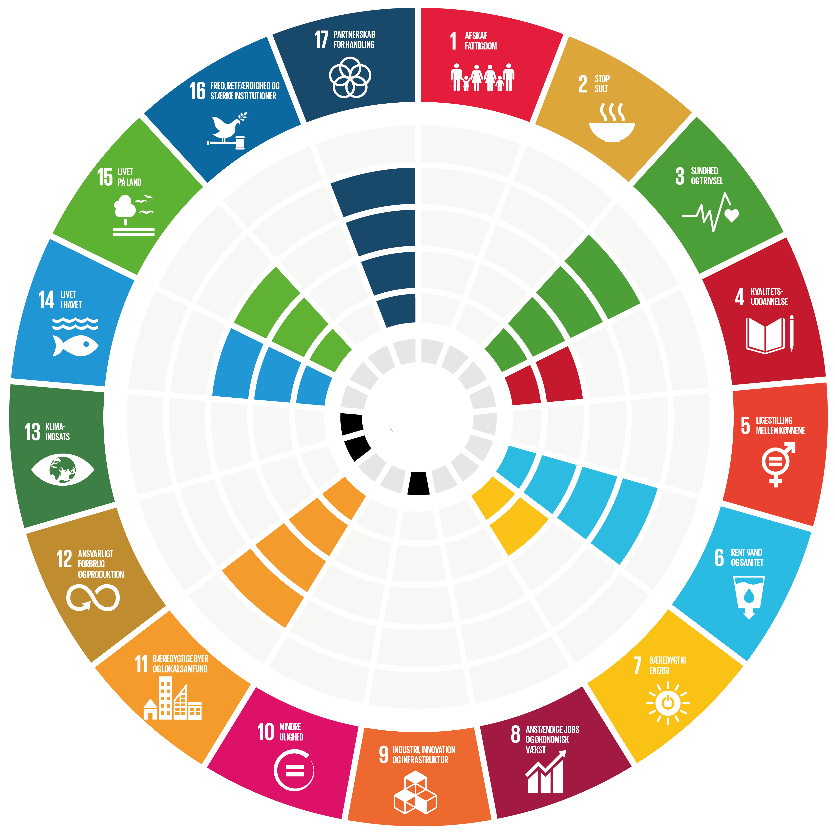 1 AFSKAF
FATTIGDOM
2 STOP
SULT
3 SUNDHED
OG TRIVSEL
4 KVALITETS-
UDDANNELSE
5 LIGESTILLING
MELLEM KØNNENE
6 RENT VAND
OG SANITET
7 BÆREDYGTIG
ENERGI
8 ANSTÆNDIGE JOBS
OG ØKONOMISK
VÆKST
9 INDUSTRI, INNOVATION
OG INFRASTRUKTUR
10 MINDRE
ULIGHED
11 BÆREDYGTIGE BYER
OG LOKALSAMFUND
12 ANSVARLIGT
FORBRUG
OG PRODUKTION
13 KLIMA-
INDSATS
14 LIVET
I HAVET
15 LIVET
PÅ LAND
16 FRED, RETFÆRDIGHED OG
STÆRKE INSTITUTIONER
17 PARTNERSKAB
FOR HANDLING